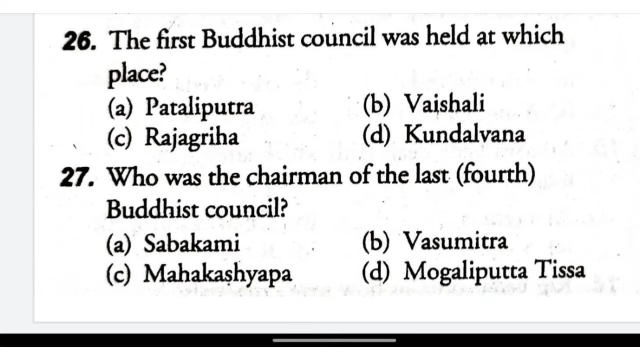 26. The first Buddhist council was held at which
place?
(a) Pataliputra (b) Vaishali
(c) Rajagriha (d) Kundalvana
27. Who was the chairman of the last (fourth)
Buddhist council?
(a) Sabakami (b) Vasumitra
(c) Mahakashyapa (d) Mogaliputta Tissa